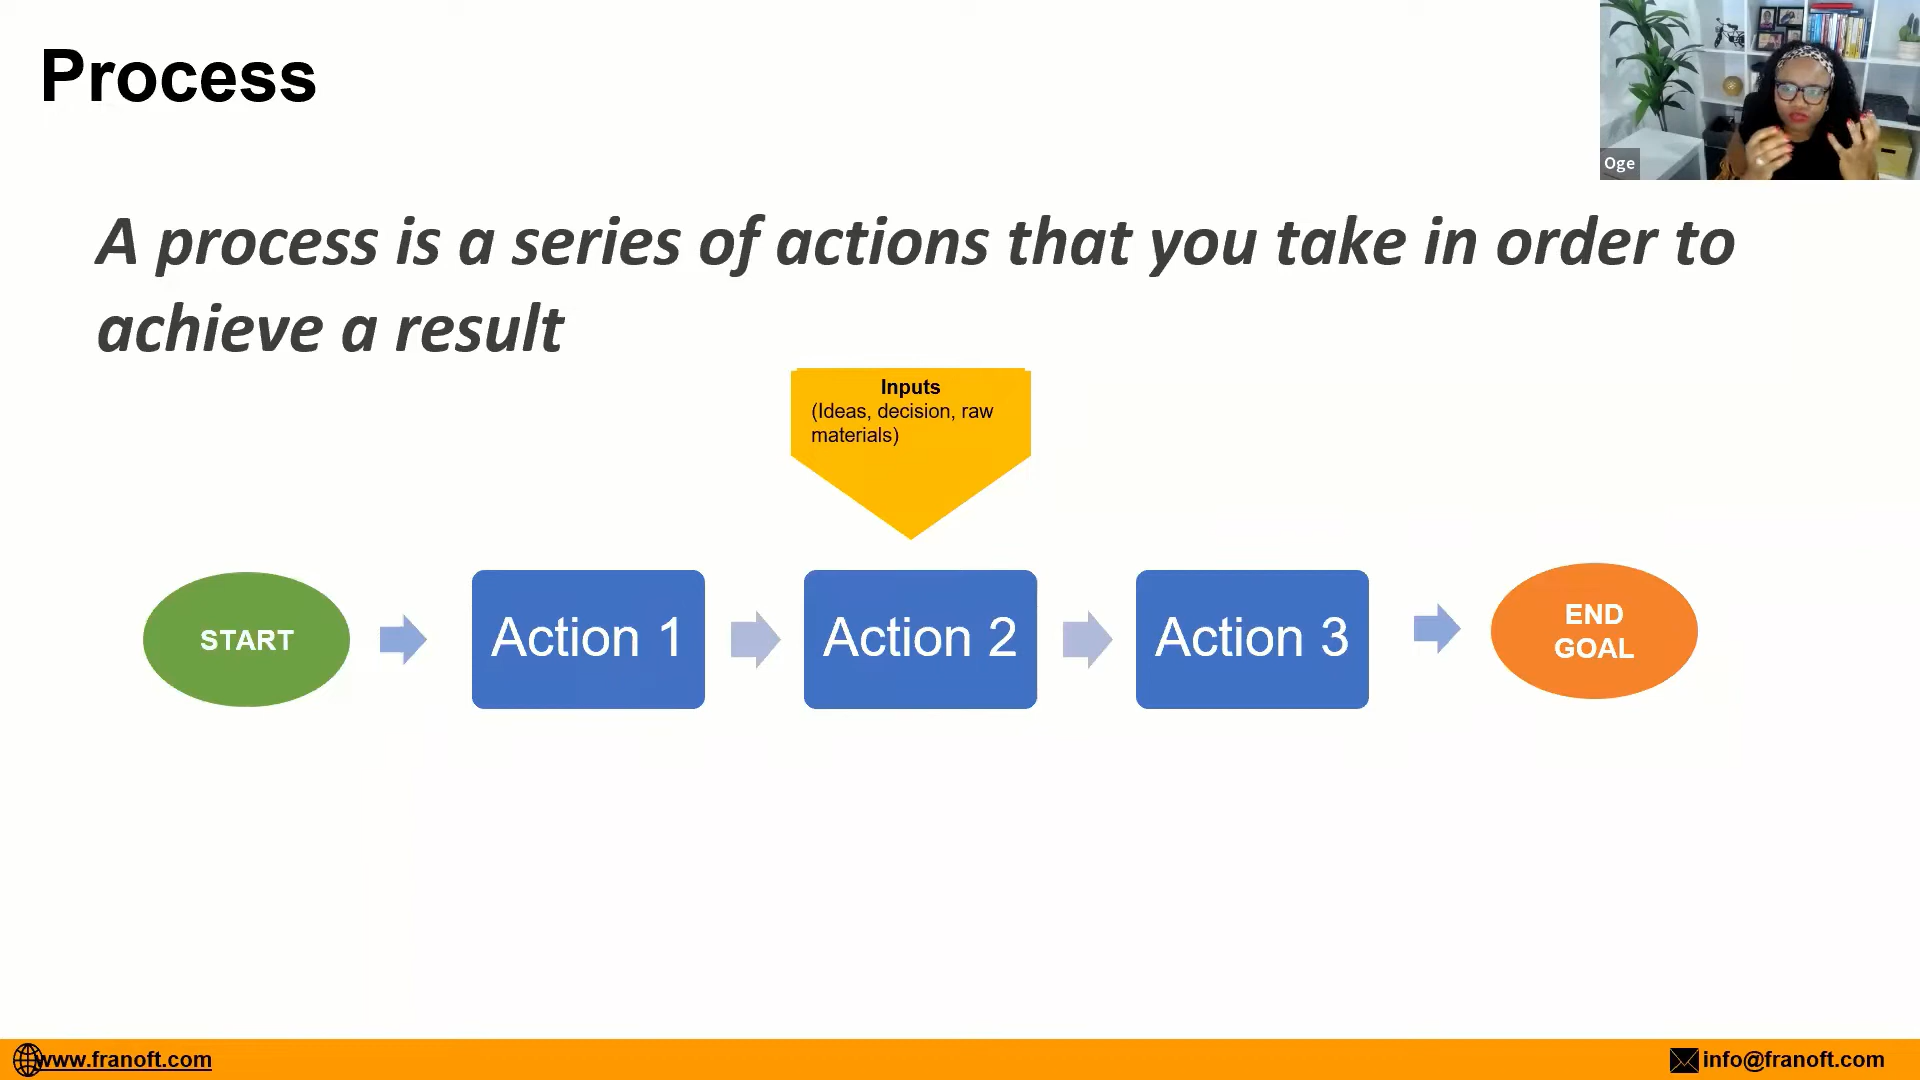 Process
Oge
A process is a series of actions that you take in order to
achieve a result
Inputs
(Ideas, decision, raw
materials)
START
Action 1
Action 2
Action 3
END
GOAL
www.franoft.com
info@franoft.com